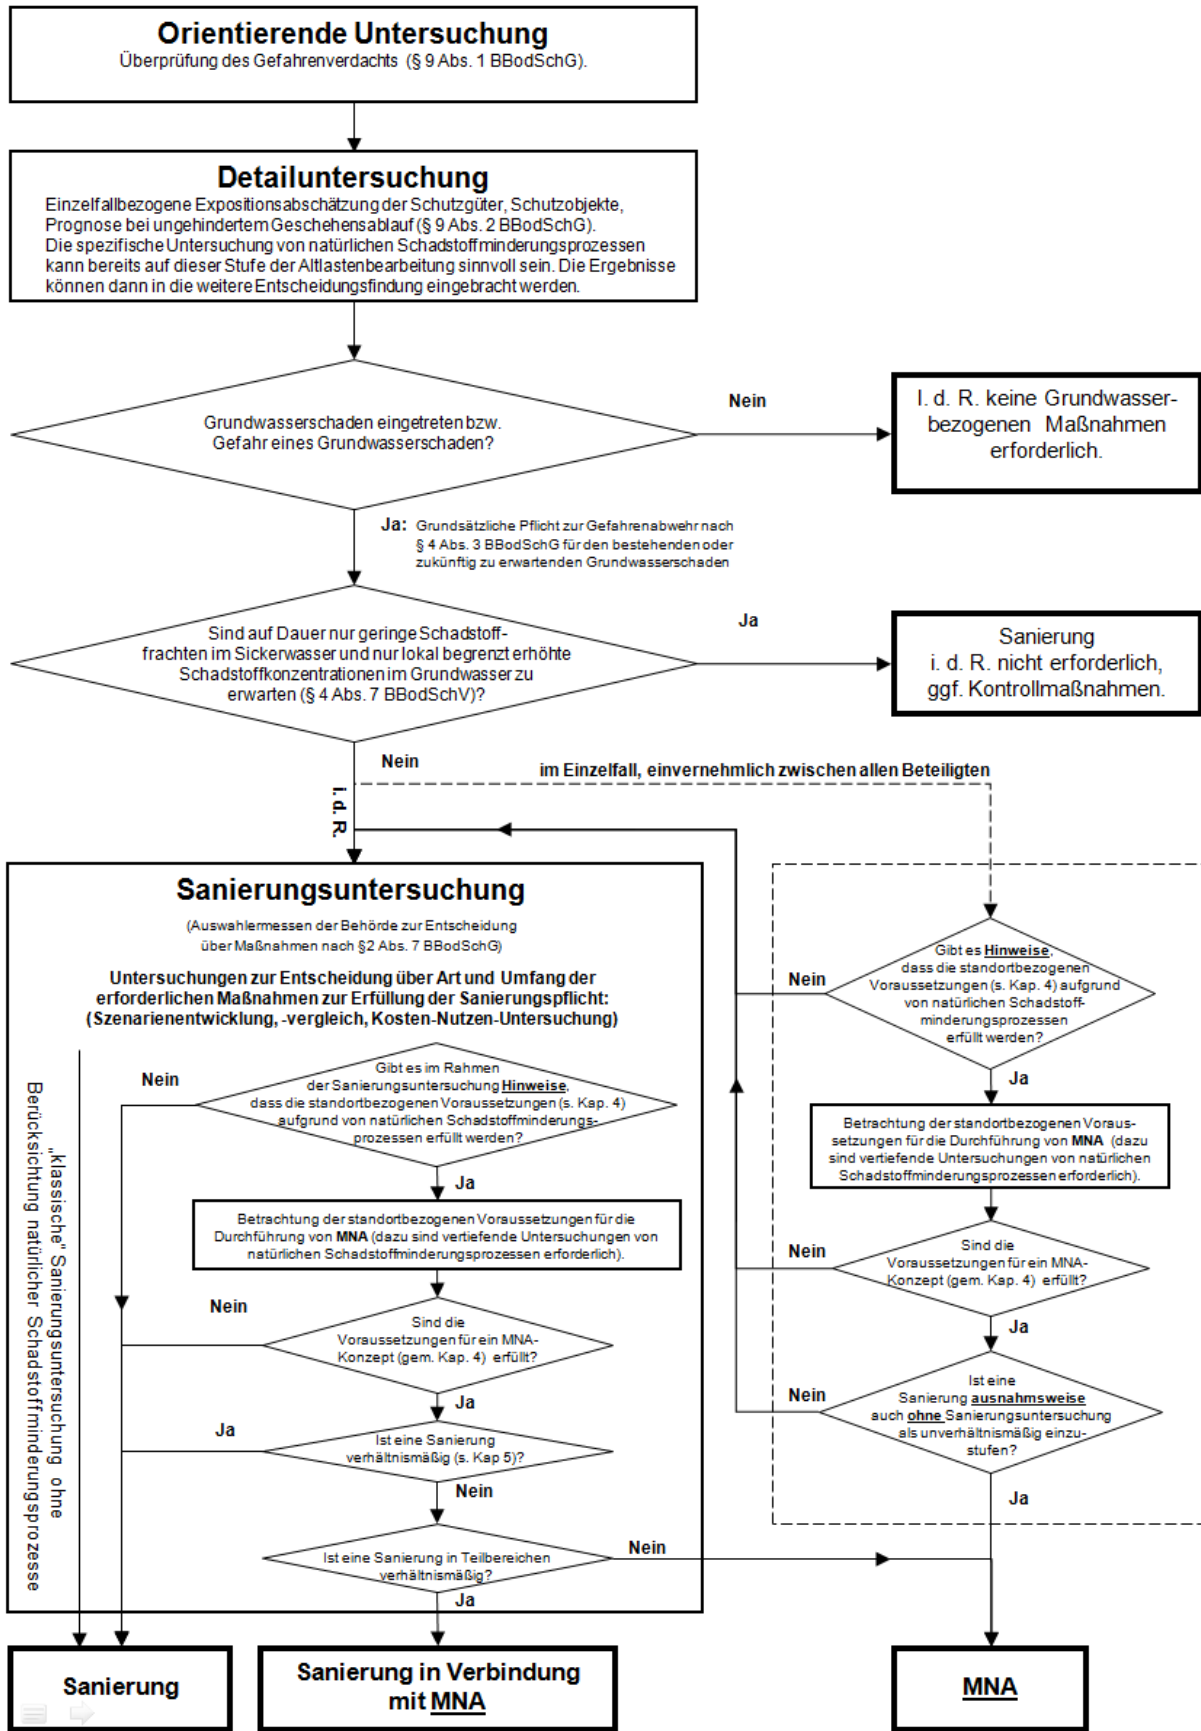 Orientierende Untersuchung
Überprüfung des Gefahrenverdachts (§ 9 Abs. 1 BBodSchG).
Detailuntersuchung
Einzelfallbezogene Expositionsabschätzung der Schutzgüter, Schutzobjekte,
Prognose bei ungehindertem Geschehensablauf (§ 9 Abs. 2 BBodSchG).
Die spezifische Untersuchung von natürlichen Schadstoffminderungsprozessen
kann bereits auf dieser Stufe der Altlastenbearbeitung sinnvoll sein. Die Ergebnisse
können dann in die weitere Entscheidungsfindung eingebracht werden.
Grundwasserschaden eingetreten bzw.
Gefahr eines Grundwasserschaden?
Nein
I. d. R. keine Grundwasser-
bezogenen Maßnahmen
erforderlich.
Ja: Grundsätzliche Pflicht zur Gefahrenabwehr nach
§ 4 Abs. 3 BBodSchG für den bestehenden oder
zukünftig zu erwartenden Grundwasserschaden
Sind auf Dauer nur geringe Schadstoff-
frachten im Sickerwasser und nur lokal begrenzt erhöhte
Schadstoffkonzentrationen im Grundwasser zu
erwarten (§ 4 Abs. 7 BBodSchV)?
Ja
Sanierung
i. d. R. nicht erforderlich,
ggf. Kontrollmaßnahmen.
Nein
i. d. R.
im Einzelfall, einvernehmlich zwischen allen Beteiligten
Sanierungsuntersuchung
(Auswahlermessen der Behörde zur Entscheidung
über Maßnahmen nach §2 Abs. 7 BBodSchG)
Untersuchungen zur Entscheidung über Art und Umfang der
erforderlichen Maßnahmen zur Erfüllung der Sanierungspflicht:
(Szenarienentwicklung, -vergleich, Kosten-Nutzen-Untersuchung)
„klassische" Sanierungsuntersuchung ohne
Berücksichtung natürlicher Schadstoffminderungsprozesse
Gibt es im Rahmen
der Sanierungsuntersuchung Hinweise,
dass die standortbezogenen Voraussetzungen (s. Kap. 4)
aufgrund von natürlichen Schadstoffminderungs-
prozessen erfüllt werden?
Nein
Ja
Betrachtung der standortbezogenen Voraussetzungen für die
Durchführung von MNA (dazu sind vertiefende Untersuchungen von
natürlichen Schadstoffminderungsprozessen erforderlich).
Nein
Sind die
Voraussetzungen für ein MNA-
Konzept (gem. Kap. 4) erfüllt?
Ja
Ja
Ist eine Sanierung
verhältnismäßig (s. Kap 5)?
Nein
Ist eine Sanierung in Teilbereichen
verhältnismäßig?
Nein
Ja
Gibt es Hinweise,
dass die standortbezogenen
Voraussetzungen (s. Kap. 4) aufgrund
von natürlichen Schadstoff-
minderungsprozessen
erfüllt werden?
Nein
Ja
Betrachtung der standortbezogenen Voraus-
setzungen für die Durchführung von MNA (dazu
sind vertiefende Untersuchungen von natürlichen
Schadstoffminderungsprozessen erforderlich).
Nein
Sind die
Voraussetzungen für ein MNA-
Konzept (gem. Kap. 4) erfüllt?
Ja
Nein
Ist eine
Sanierung ausnahmsweise
auch ohne Sanierungsuntersuchung
als unverhältnismäßig einzu-
stufen?
Ja
Sanierung
Sanierung in Verbindung
mit MNA
MNA